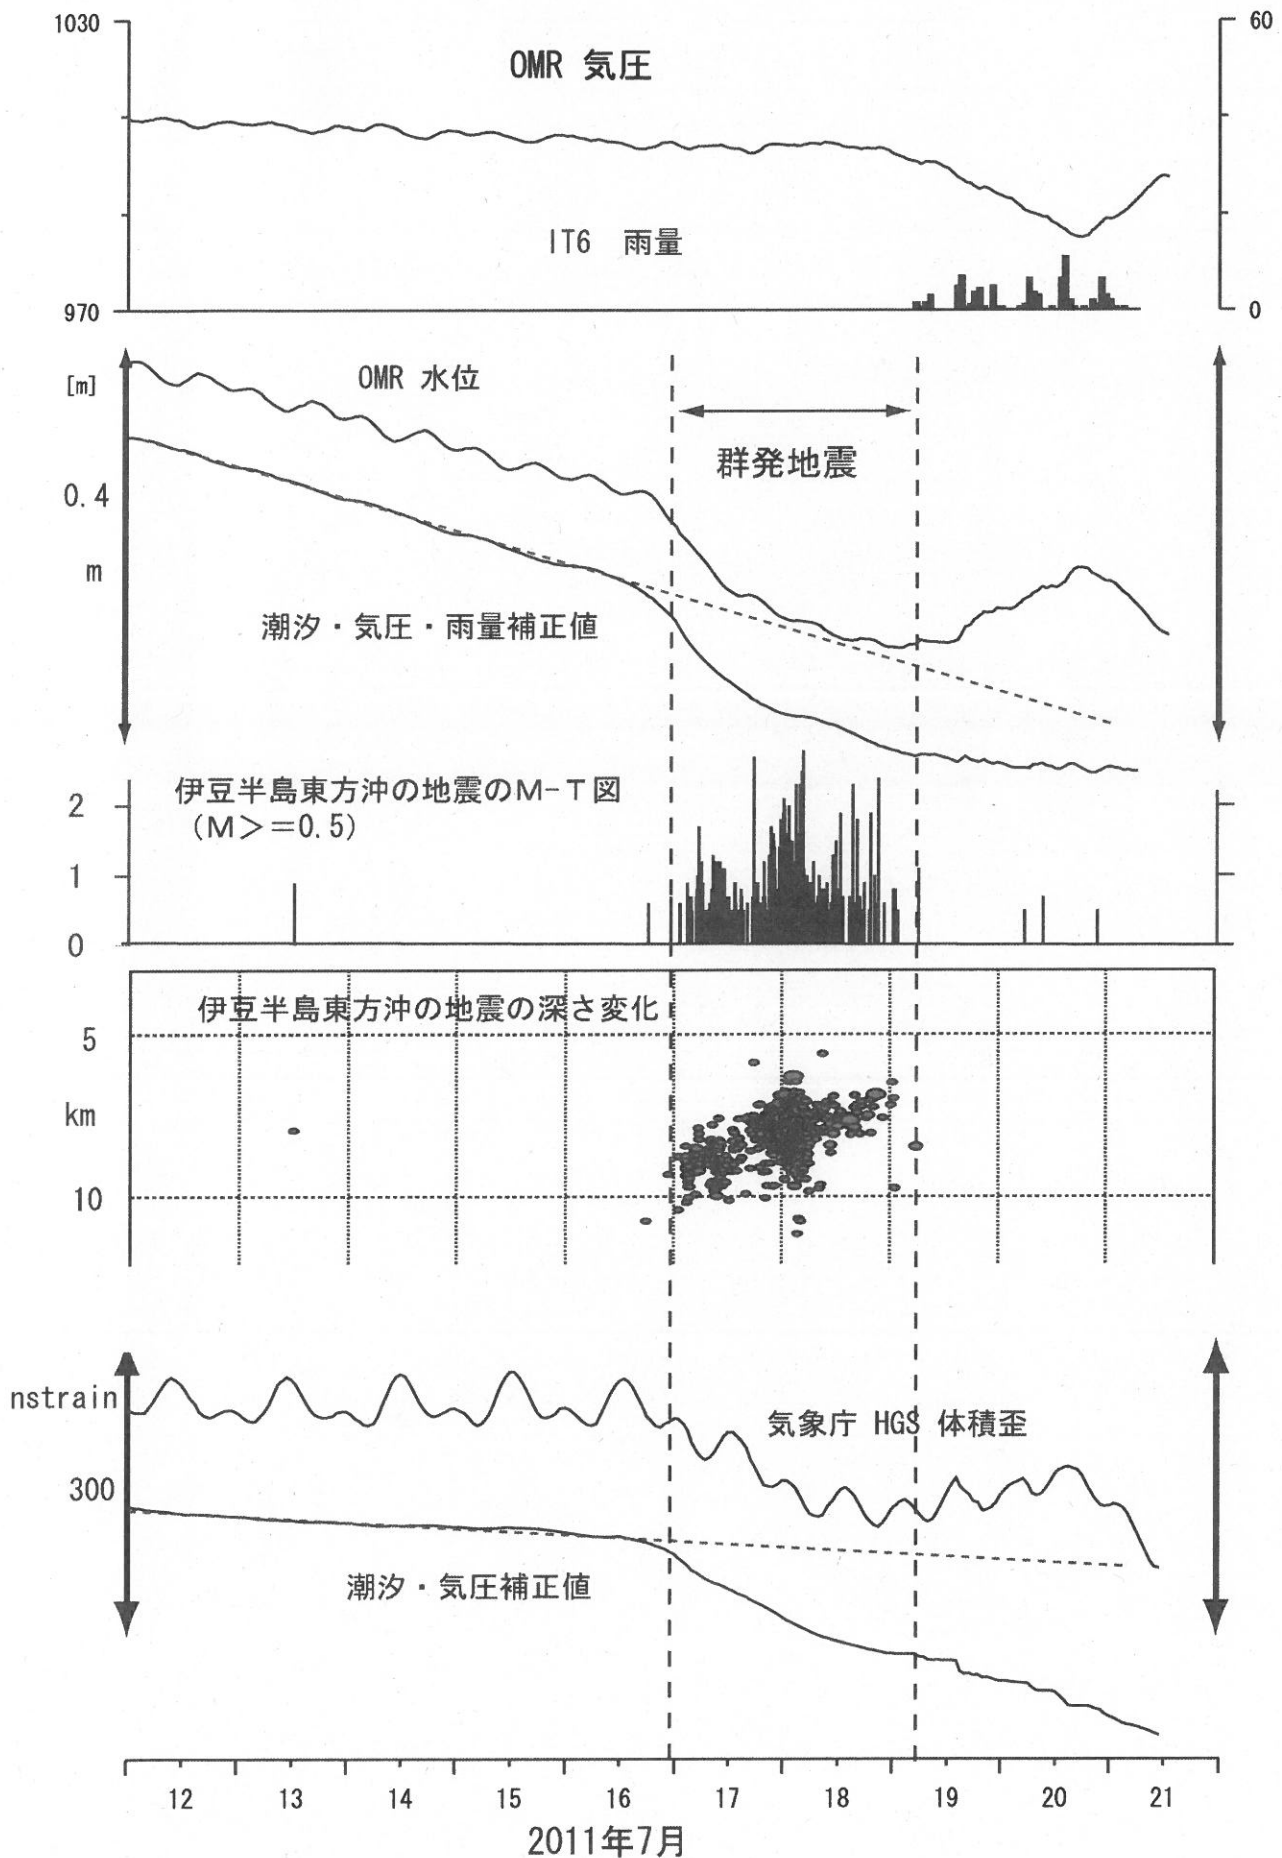 1030
60
OMR 気圧
IT6 雨量
970
0
[m]
OMR 水位
0.4
群発地震
m
潮汐・気圧・雨量補正値
伊豆半島東方沖の地震のM-T図
2
(M>=0.5)
1
0
伊豆半島東方沖の地震の深さ変化
5
km
10
nstrain
気象庁 HGS 体積歪
300
潮汐・気圧補正値
12 13 14 15 16 17 18 19 20 21
2011年7月